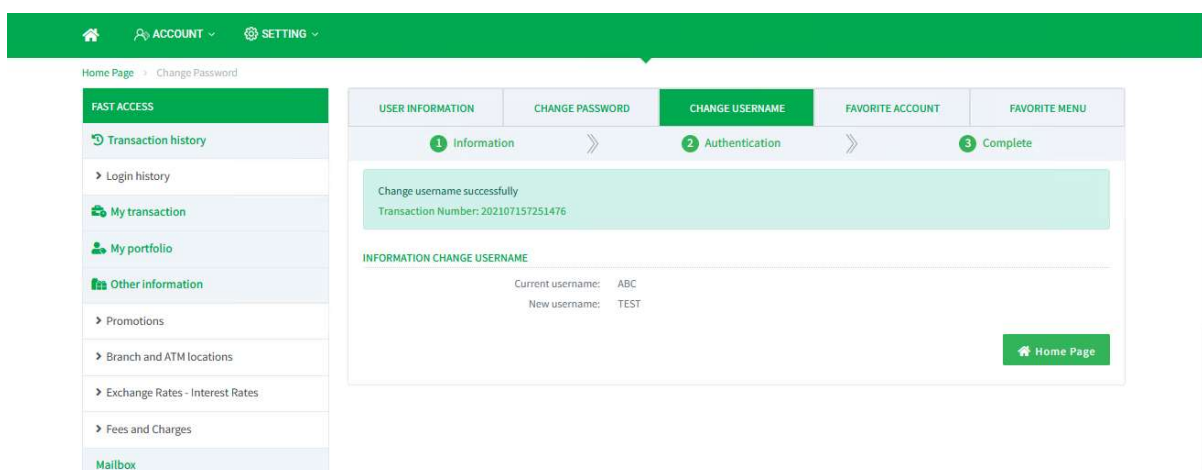 ACCOUNT SETTING
Home Page > Change Password
FAST ACCESS
Transaction history
> Login history
My transaction
My portfolio
Other information
> Promotions
> Branch and ATM locations
> Exchange Rates - Interest Rates
> Fees and Charges
Mailbox
USER INFORMATION CHANGE PASSWORD CHANGE USERNAME FAVORITE ACCOUNT FAVORITE MENU
1 Information 2 Authentication 3 Complete
Change username successfully
Transaction Number: 202107157251476
INFORMATION CHANGE USERNAME
Current username: ABC
New username: TEST
Home Page